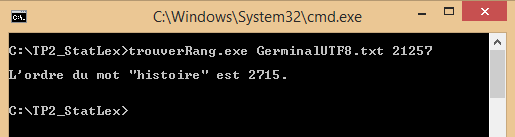 C:\Windows\System32\cmd.exe
C:\TP2_StatLex>trouverRang.exe GerminalUTF8.txt 21257
L'ordre du mot "histoire" est 2715.
C:\TP2_StatLex>